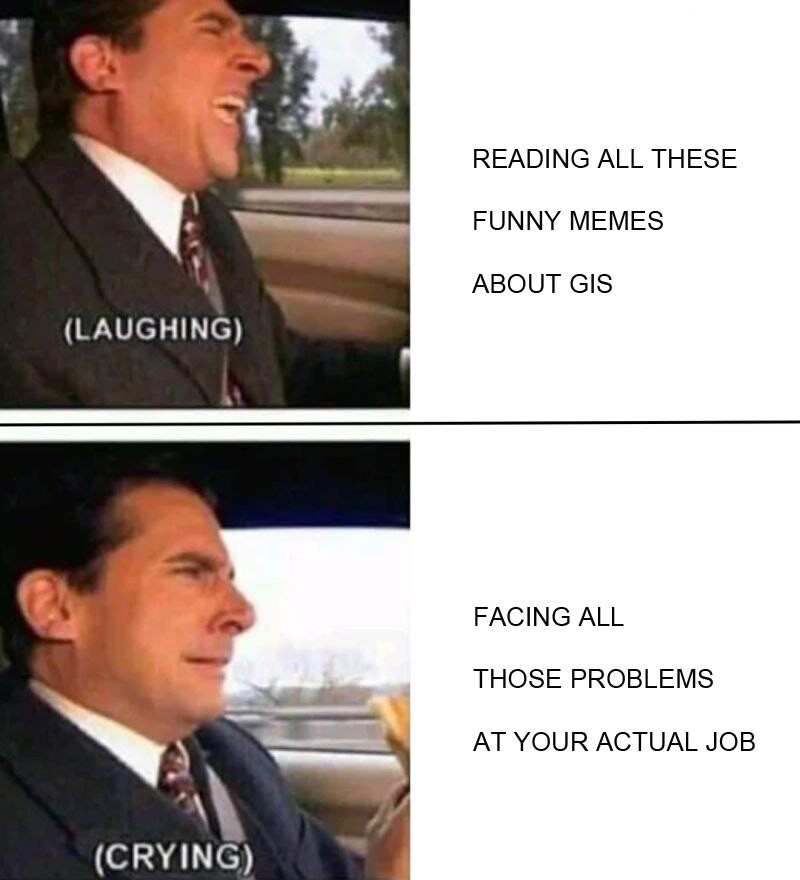 (LAUGHING)
READING ALL THESE
FUNNY MEMES
ABOUT GIS
(CRYING)
FACING ALL
THOSE PROBLEMS
AT YOUR ACTUAL JOB